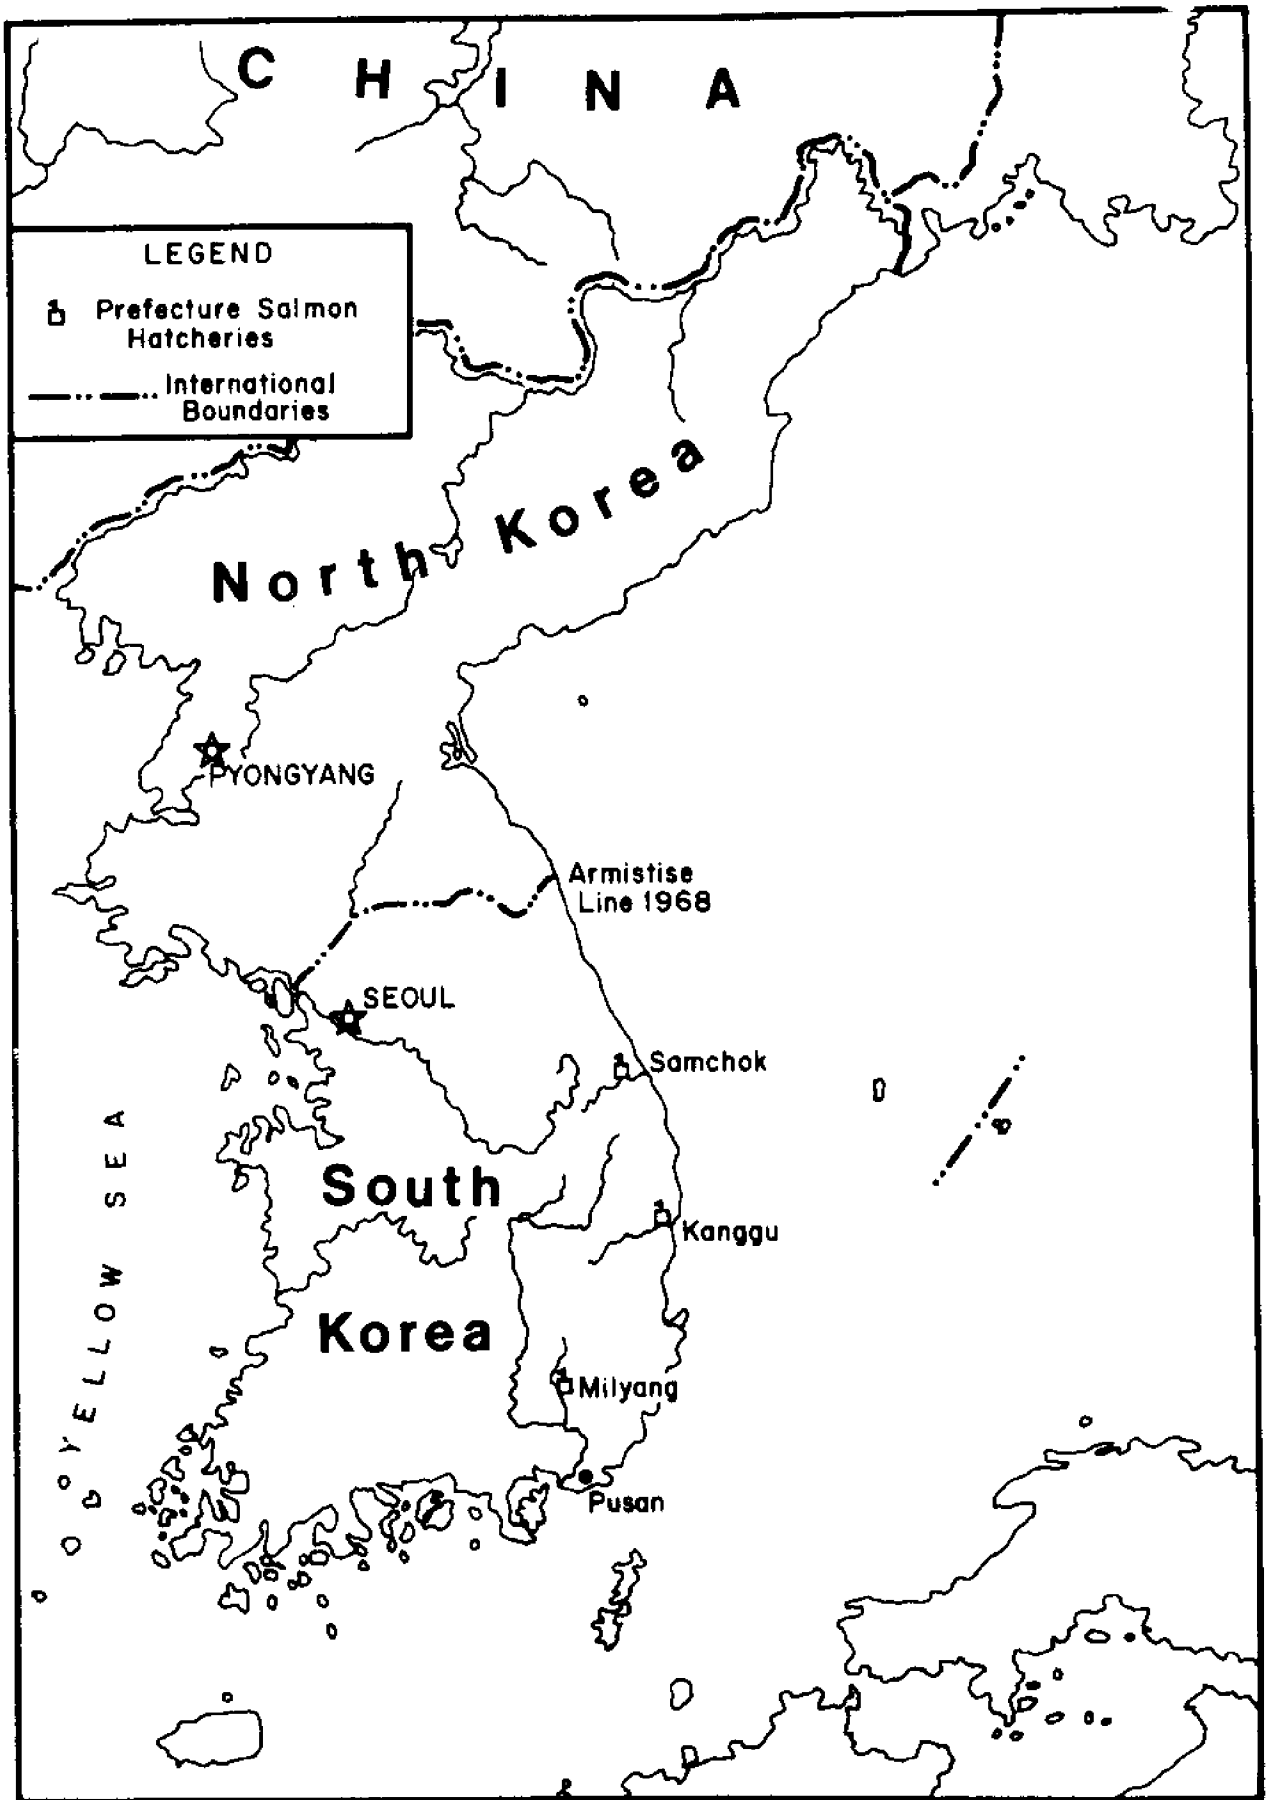 CHINA
LEGEND
Prefecture Salmon
Hatcheries
International
Boundaries
North Korea
PYONGYANG
Armistise
Line 1968
SEOUL
Samchok
South
Kanggu
Korea
Milyang
Pusan
YELLOW SEA